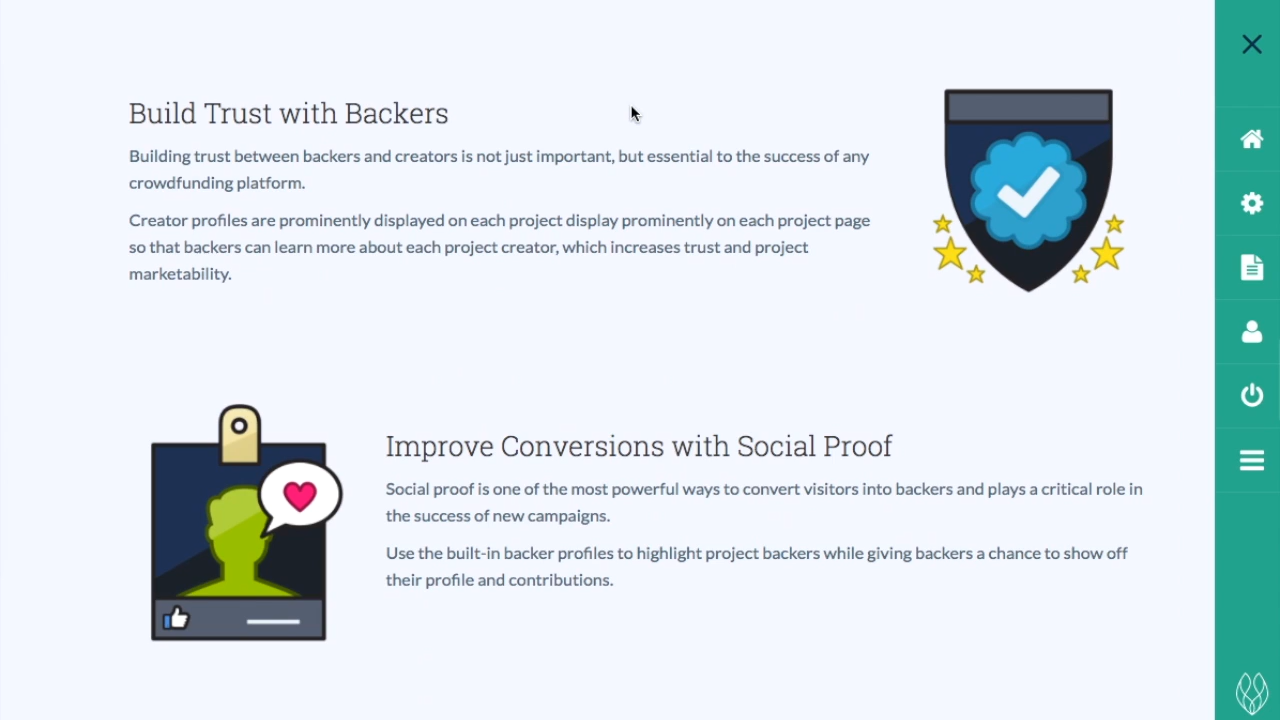 Build Trust with Backers
Building trust between backers and creators is not just important, but essential to the success of any
crowdfunding platform.
Creator profiles are prominently displayed on each project display prominently on each project page
so that backers can learn more about each project creator, which increases trust and project
marketability.
Improve Conversions with Social Proof
Social proof is one of the most powerful ways to convert visitors into backers and plays a critical role in
the success of new campaigns.
Use the built-in backer profiles to highlight project backers while giving backers a chance to show off
their profile and contributions.